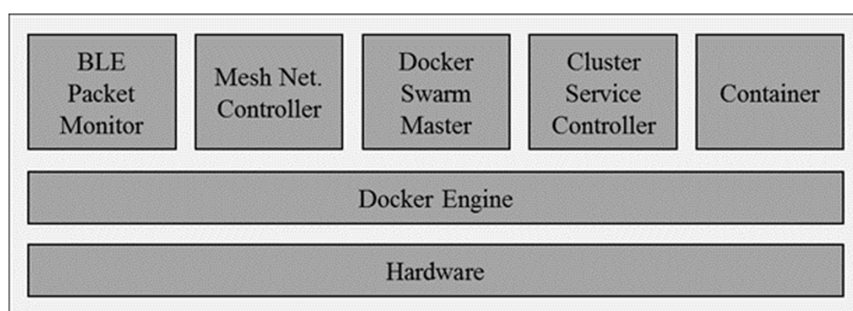 BLE
Packet
Monitor
Mesh Net.
Controller
Docker
Swarm
Master
Cluster
Service
Controller
Container
Docker Engine
Hardware